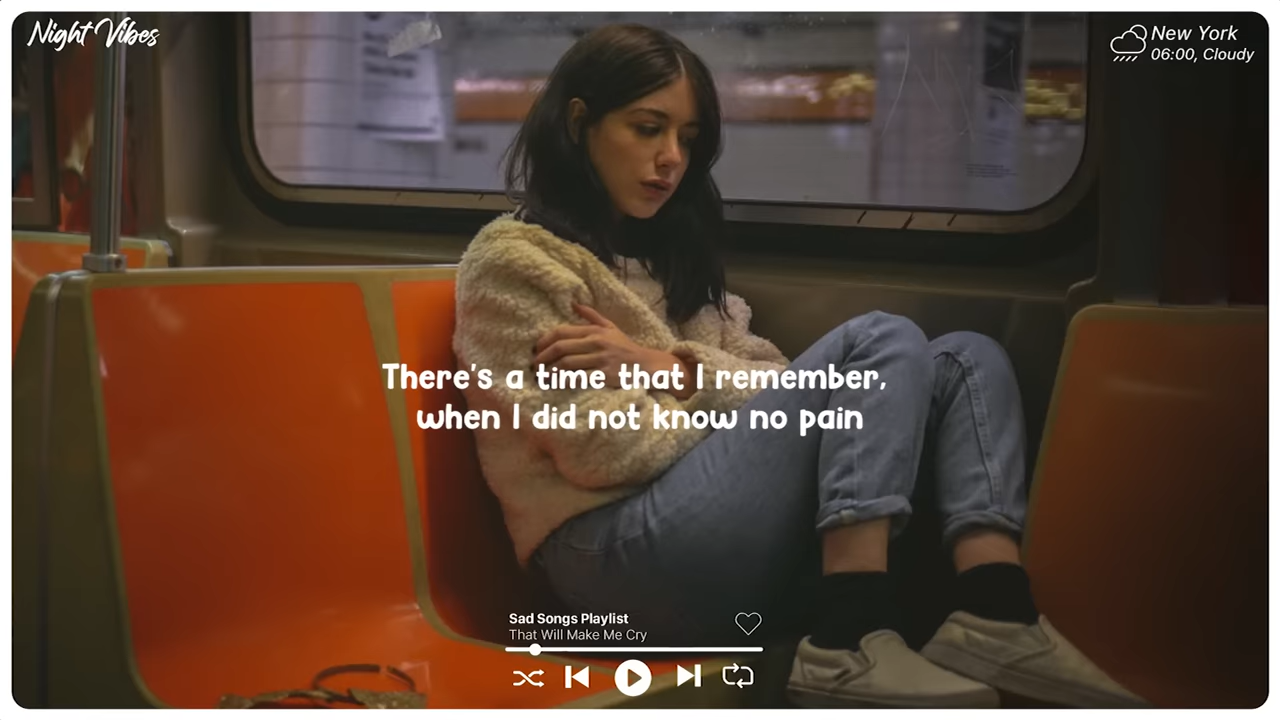 Night Vibes
New York
06:00, Cloudy
There's a time that I remember,
when I did not know no pain
Sad Songs Playlist
That Will Make Me Cry